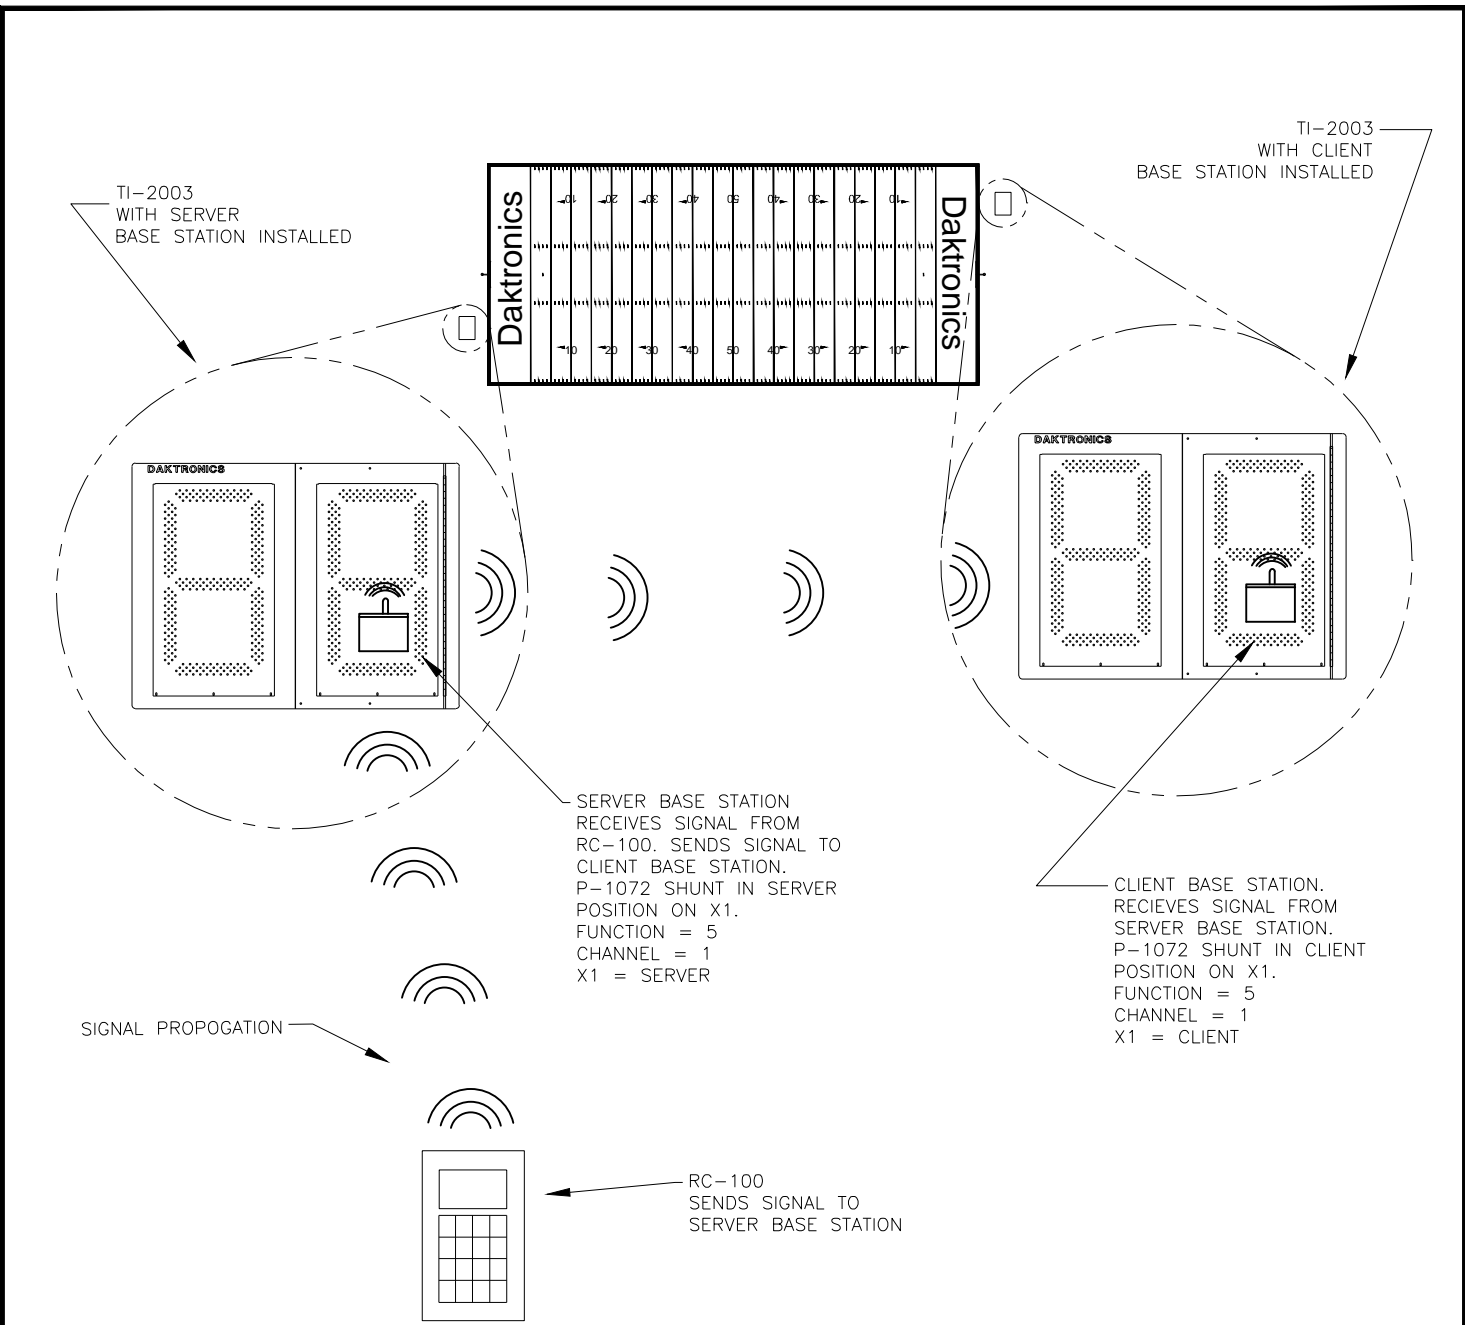 TI-2003
WITH CLIENT
BASE STATION INSTALLED
TI-2003
WITH SERVER
BASE STATION INSTALLED
10 20 30 40 50 40 30 20 10
Daktronics
Daktronics
10 20 30 40 50 40 30 20 10
DAKTRONICS
DAKTRONICS
SERVER BASE STATION
RECEIVES SIGNAL FROM
RC-100. SENDS SIGNAL TO
CLIENT BASE STATION.
P-1072 SHUNT IN SERVER
POSITION ON X1.
FUNCTION = 5
CHANNEL = 1
X1 = SERVER
CLIENT BASE STATION.
RECIEVES SIGNAL FROM
SERVER BASE STATION.
P-1072 SHUNT IN CLIENT
POSITION ON X1.
FUNCTION = 5
CHANNEL = 1
X1 = CLIENT
SIGNAL PROPOGATION
RC-100
SENDS SIGNAL TO
SERVER BASE STATION